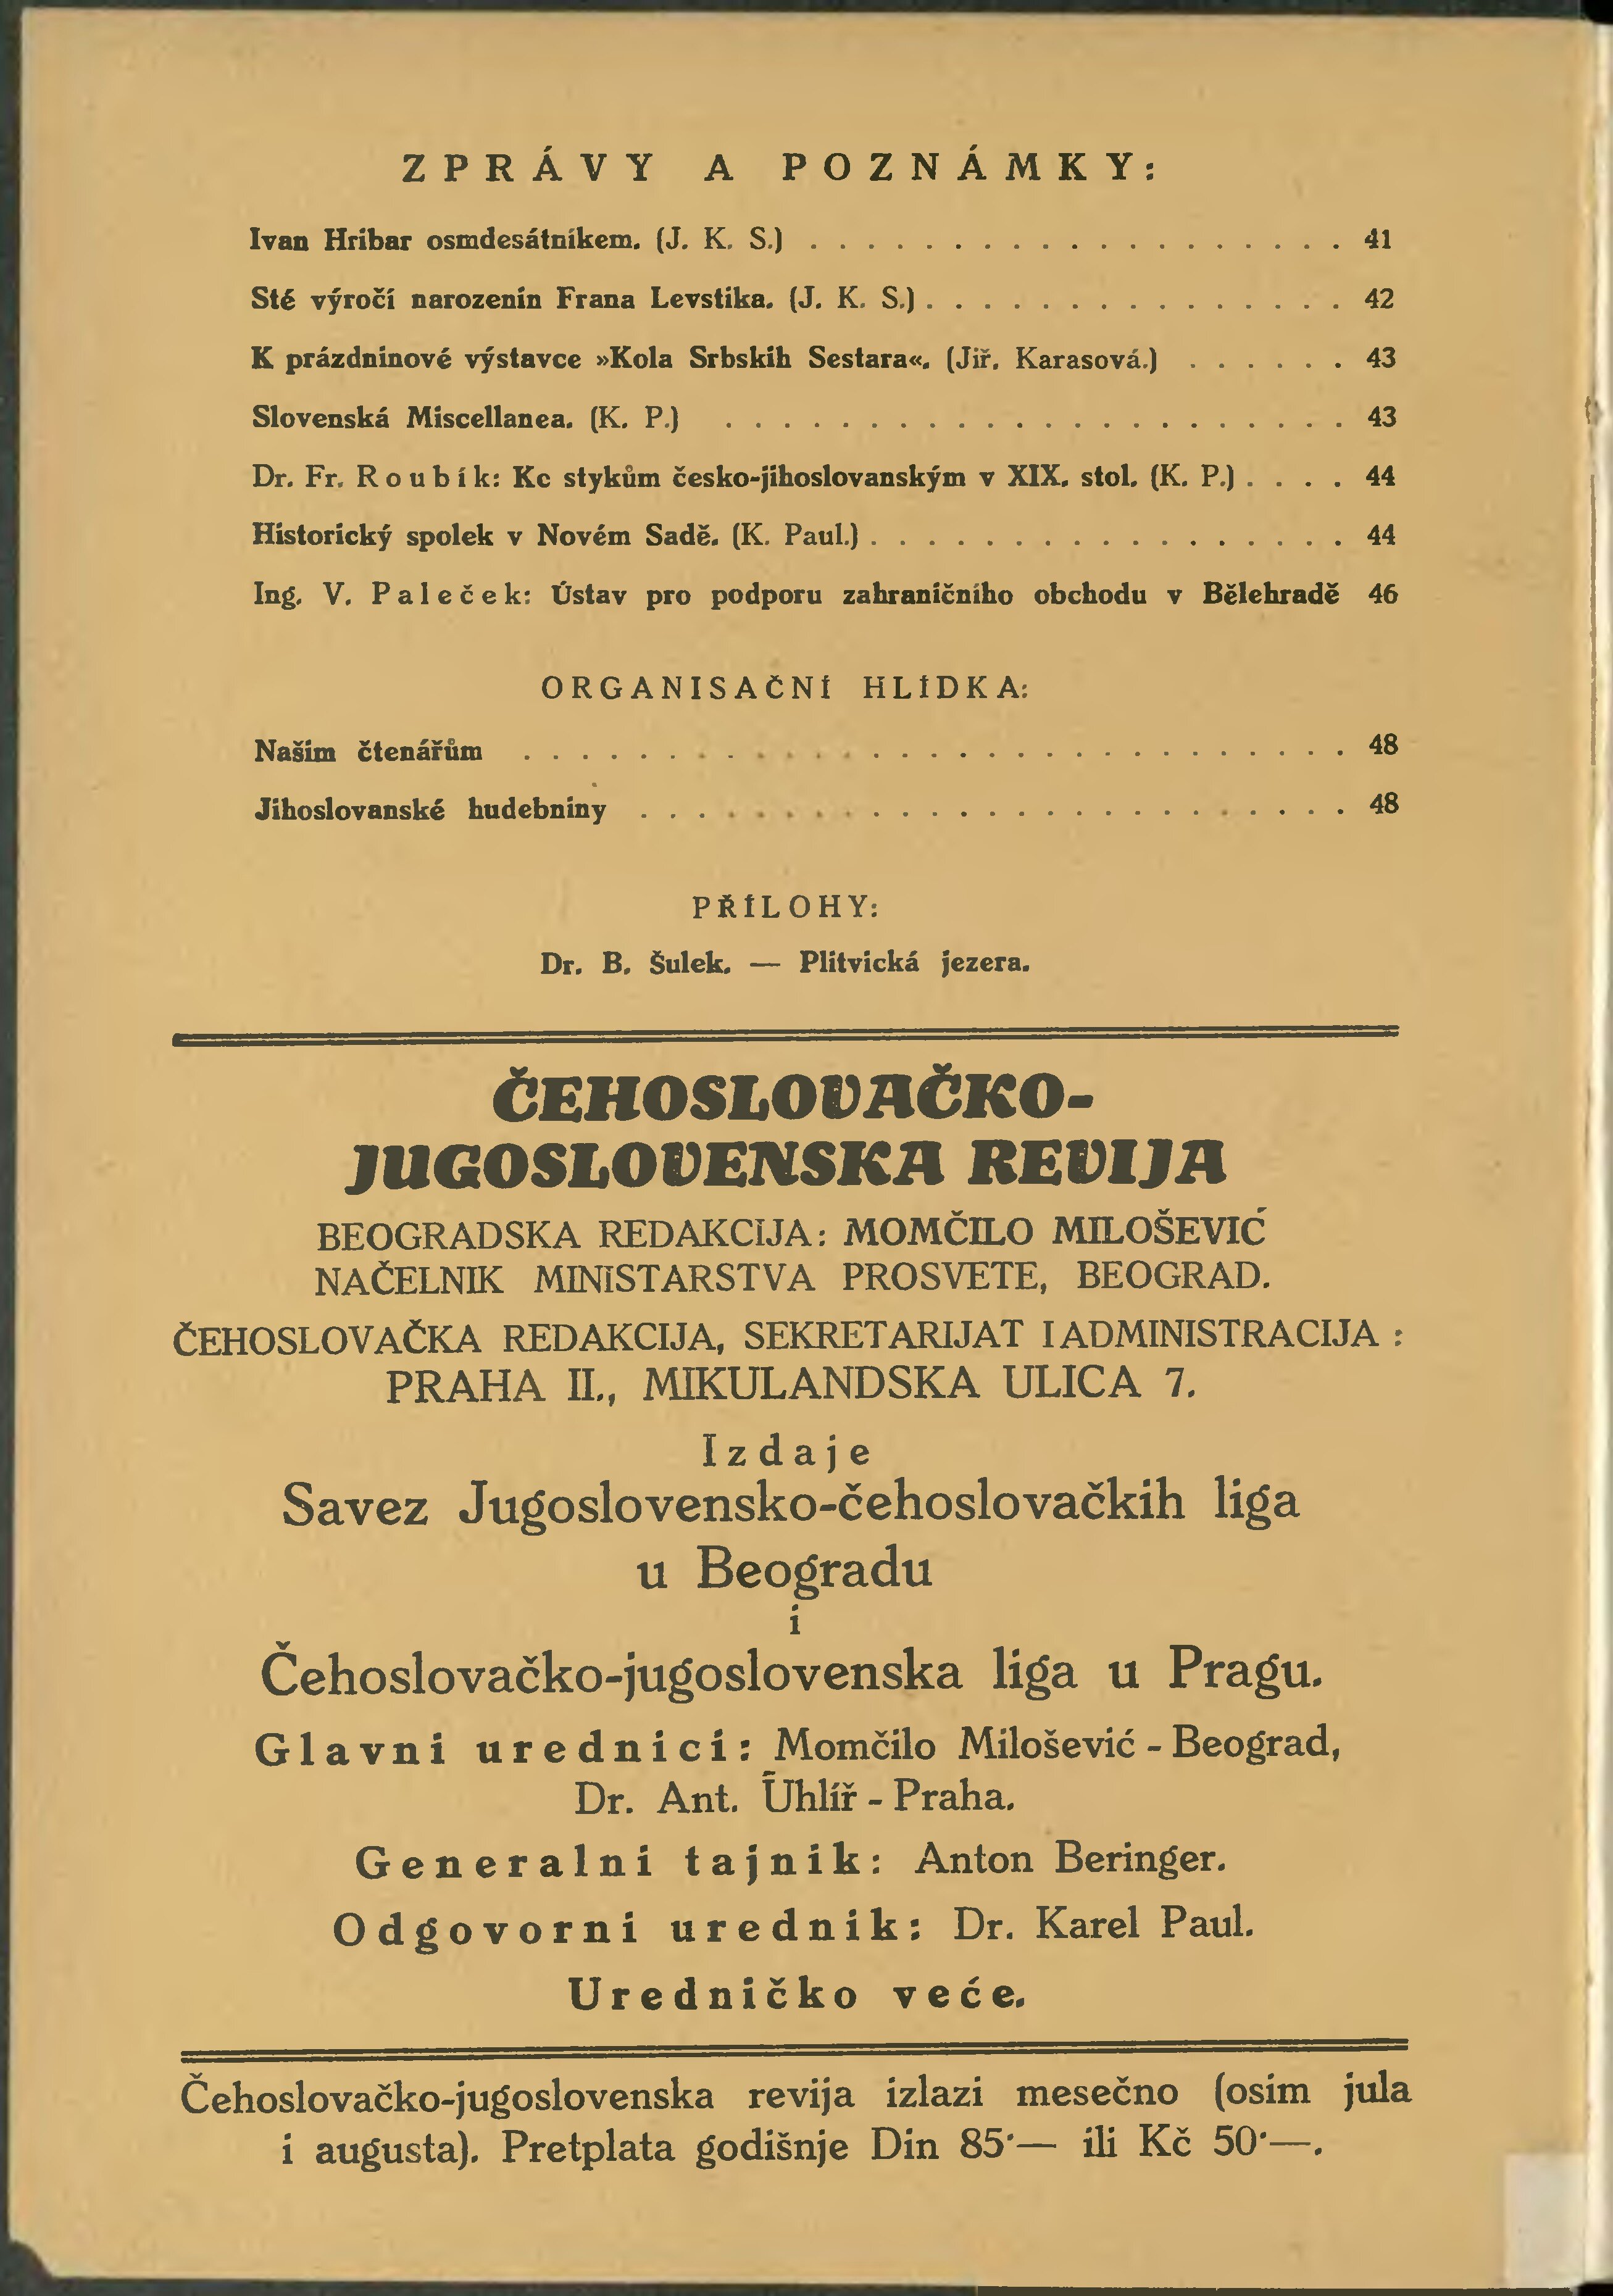 ZPRÁVY A POZNÁMKY:
Ivan Hribar osmdesátníkem. (J. K. S.) . . . . . . . . . . . . . . . . . . . 41
Sté výročí narozenin Frana Levstika. (J. K. S.) . . . . . . . . . . . . . . . 42
K prázdninové výstavce »Kola Srbskih Sestara«. (Jiř. Karasová.) . . . . . . 43
Slovenská Miscellanea. (K. P.) . . . . . . . . . . . . . . . . . . . . . . 43
Dr. Fr. Roubík: Kc stykům česko-jihoslovanským v XIX. stol. (K. P.) . . . . 44
Historický spolek v Novém Sadě. (K. Paul.) . . . . . . . . . . . . . . . . . 44
Ing. V. Paleček: Ústav pro podporu zahraničního obchodu v Bělehradě 46
ORGANISAČNÍ HLÍDKA:
Našim čtenářům . . . . . . . . . . . . . . . . . . . . . . . . . . . . . 48
Jihoslovanské hudebniny . . . . . . . . . . . . . . . . . . . . . . . . . 48
PŘÍLOHY:
Dr. B. Šulek. — Plitvická jezera.
ČEHOSLOVAČKO-
JUGOSLOVENSKA REVIJA
BEOGRADSKA REDAKCIJA: MOMČILO MILOŠEVIĆ
NAČELNIK MINISTARSTVA PROSVETE, BEOGRAD.
ČEHOSLOVAČKA REDAKCIJA, SEKRETARIJAT I ADMINISTRACIJA :
PRAHA II., MIKULANDSKA ULICA 7.
Izdaje
Savez Jugoslovensko-čehoslovačkih liga
u Beogradu
i
Čehoslovačko-jugoslovenska liga u Pragu.
Glavni urednici: Momčilo Milošević - Beograd,
Dr. Ant. Uhlíř - Praha.
Generalni tajnik: Anton Beringer.
Odgovorni urednik: Dr. Karel Paul.
Uredničko veće.
Čehoslovačko-jugoslovenska revija izlazi mesečno (osim jula
i augusta). Pretplata godišnje Din 85·— ili Kč 50·—.